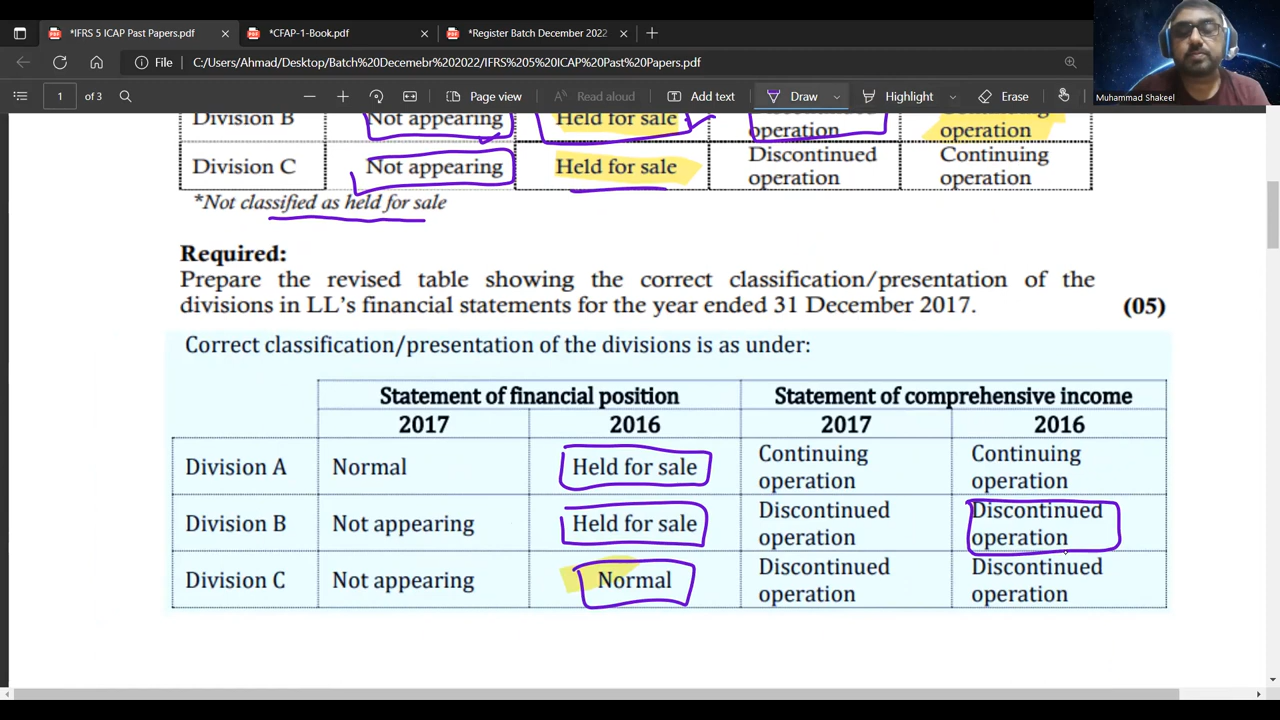 *IFRS 5 ICAP Past Papers.pdf
*CFAP-1-Book.pdf
*Register Batch December 2022
File
C:/Users/Ahmad/Desktop/Batch%20Decemebr%202022/IFRS%205%20ICAP%20Past%20Papers.pdf
1 of 3
Page view
Read aloud
Add text
Draw
Highlight
Erase
Muhammad Shakeel
Division B Not appearing Held for sale operation operation
Division C Not appearing Held for sale Discontinued operation Continuing operation
*Not classified as held for sale
Required:
Prepare the revised table showing the correct classification/presentation of the
divisions in LL's financial statements for the year ended 31 December 2017.
(05)
Correct classification/presentation of the divisions is as under:
Statement of financial position Statement of comprehensive income
2017 2016 2017 2016
Division A Normal Held for sale Continuing operation Continuing operation
Division B Not appearing Held for sale Discontinued operation Discontinued operation
Division C Not appearing Normal Discontinued operation Discontinued operation